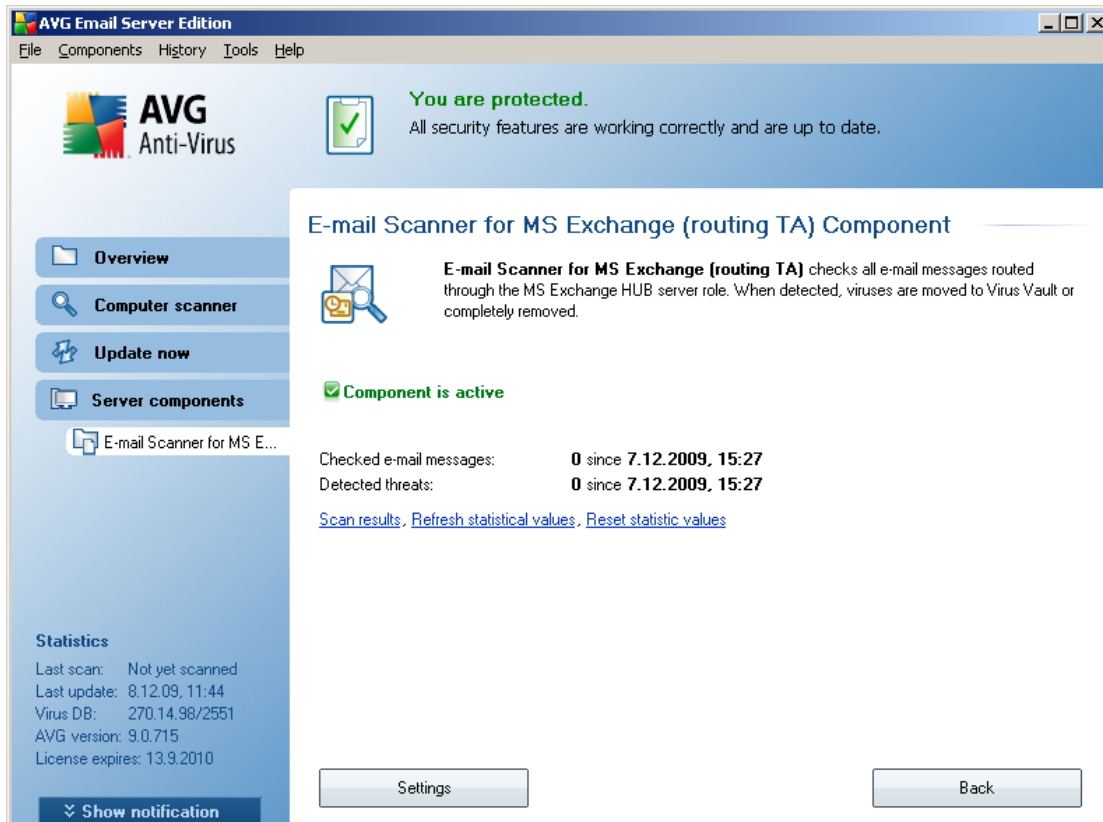 AVG Email Server Edition
File Components History Tools Help
AVG
Anti-Virus
You are protected.
All security features are working correctly and are up to date.
Overview
Computer scanner
Update now
Server components
E-mail Scanner for MS E...
E-mail Scanner for MS Exchange (routing TA) Component
E-mail Scanner for MS Exchange (routing TA) checks all e-mail messages routed
through the MS Exchange HUB server role. When detected, viruses are moved to Virus Vault or
completely removed.
Component is active
Checked e-mail messages: 0 since 7.12.2009, 15:27
Detected threats: 0 since 7.12.2009, 15:27
Scan results, Refresh statistical values, Reset statistic values
Statistics
Last scan: Not yet scanned
Last update: 8.12.09, 11:44
Virus DB: 270.14.98/2551
AVG version: 9.0.715
License expires: 13.9.2010
Show notification
Settings
Back